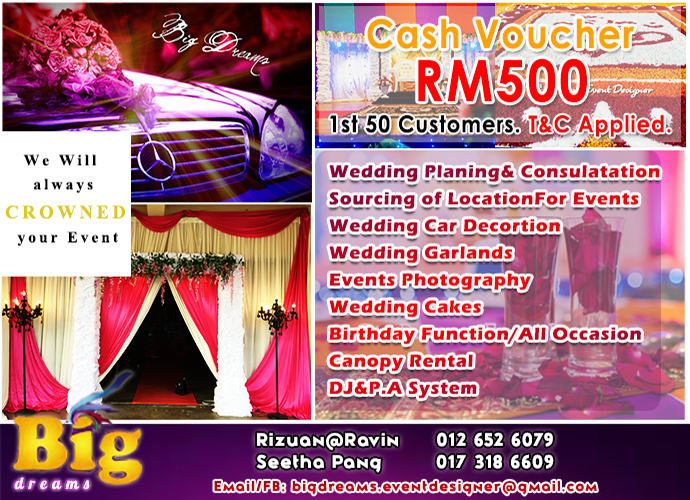 Big Dreams
We Will
always
CROWNED
your Event
Cash Voucher
RM500
Event Designer
1st 50 Customers. T&C Applied.
Wedding Planing& Consulatation
Sourcing of LocationFor Events
Wedding Car Decortion
Wedding Garlands
Events Photography
Wedding Cakes
Birthday Function/All Occasion
Canopy Rental
DJ&P.A System
Big
dreams
Rizuan@Ravin 012 652 6079
Seetha Pang 017 318 6609
Email/FB: bigdreams.eventdesigner@gmail.com